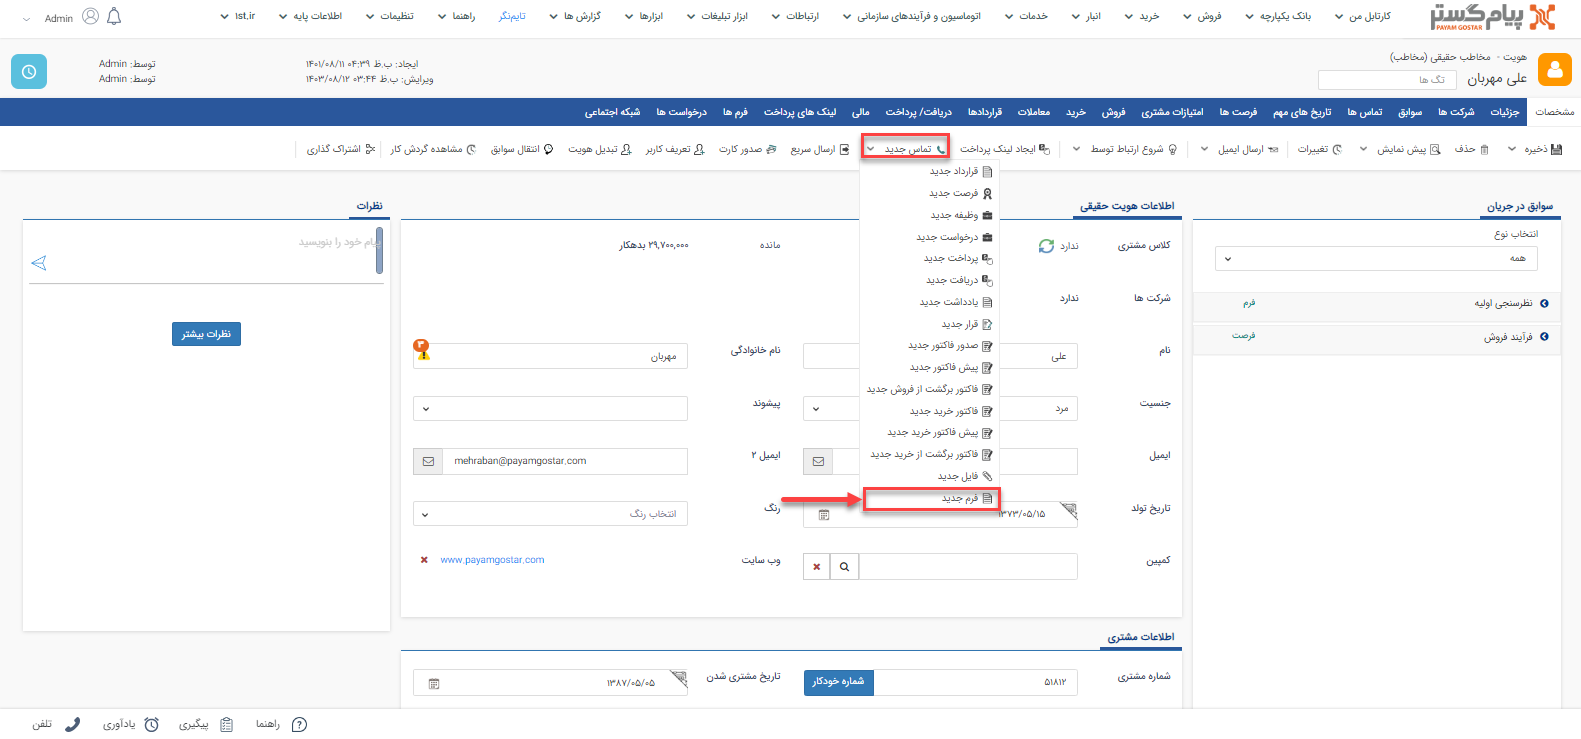 پیام گستر
PAYAM GOSTAR
کارتابل من
بانک یکپارچه
فروش
خرید
انبار
خدمات
اتوماسیون و فرآیندهای سازمانی
ارتباطات
ابزار تبلیغات
ابزارها
گزارش ها
تایم‌نگر
راهنما
تنظیمات
اطلاعات پایه
1st.ir
Admin
هویت - مخاطب حقیقی (مخاطب)
علی مهربان
تگ ها
ایجاد: ب.ظ ۰۴:۳۹ ۱۴۰۱/۰۸/۱۱
توسط: Admin
ویرایش: ب.ظ ۰۳:۴۴ ۱۴۰۳/۰۸/۱۲
توسط: Admin
مشخصات
جزئیات
شرکت ها
سوابق
تماس ها
تاریخ های مهم
فرصت ها
امتیازات مشتری
فروش
خرید
معاملات
قراردادها
دریافت/ پرداخت
مالی
لینک های پرداخت
فرم ها
درخواست ها
شبکه اجتماعی
ذخیره
حذف
پیش نمایش
تغییرات
ارسال ایمیل
شروع ارتباط توسط
ایجاد لینک پرداخت
تماس جدید
ارسال سریع
صدور کارت
تعریف کاربر
تبدیل هویت
انتقال سوابق
مشاهده گردش کار
اشتراک گذاری
قرارداد جدید
فرصت جدید
وظیفه جدید
درخواست جدید
پرداخت جدید
دریافت جدید
یادداشت جدید
قرار جدید
صدور فاکتور جدید
پیش فاکتور جدید
فاکتور برگشت از فروش جدید
فاکتور خرید جدید
پیش فاکتور خرید جدید
فاکتور برگشت از خرید جدید
فایل جدید
فرم جدید
سوابق در جریان
انتخاب نوع
همه
نظرسنجی اولیه
فرم
فرآیند فروش
فرصت
اطلاعات هویت حقیقی
کلاس مشتری
ندارد
مانده
۲۹,۷۰۰,۰۰۰ بدهکار
شرکت ها
ندارد
نام
علی
نام خانوادگی
مهربان
۳
جنسیت
مرد
پیشوند
ایمیل
ایمیل ۲
mehraban@payamgostar.com
تاریخ تولد
۱۳۷۳/۰۵/۱۵
رنگ
انتخاب رنگ
کمپین
وب سایت
www.payamgostar.com
اطلاعات مشتری
شماره مشتری
۵۱۸۱۲
شماره خودکار
تاریخ مشتری شدن
۱۳۸۷/۰۵/۰۵
نظرات
پیام خود را بنویسید
نظرات بیشتر
راهنما
پیگیری
یادآوری
تلفن